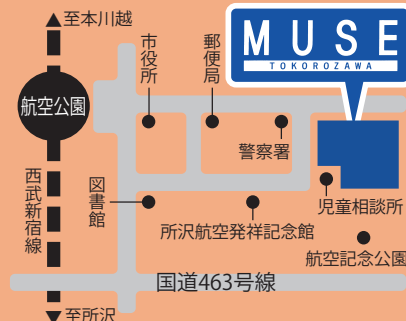 至本川越
市役所
郵便局
MUSE
TOKOROZAWA
航空公園
警察署
西武新宿線
図書館
児童相談所
所沢航空発祥記念館
航空記念公園
国道463号線
至所沢